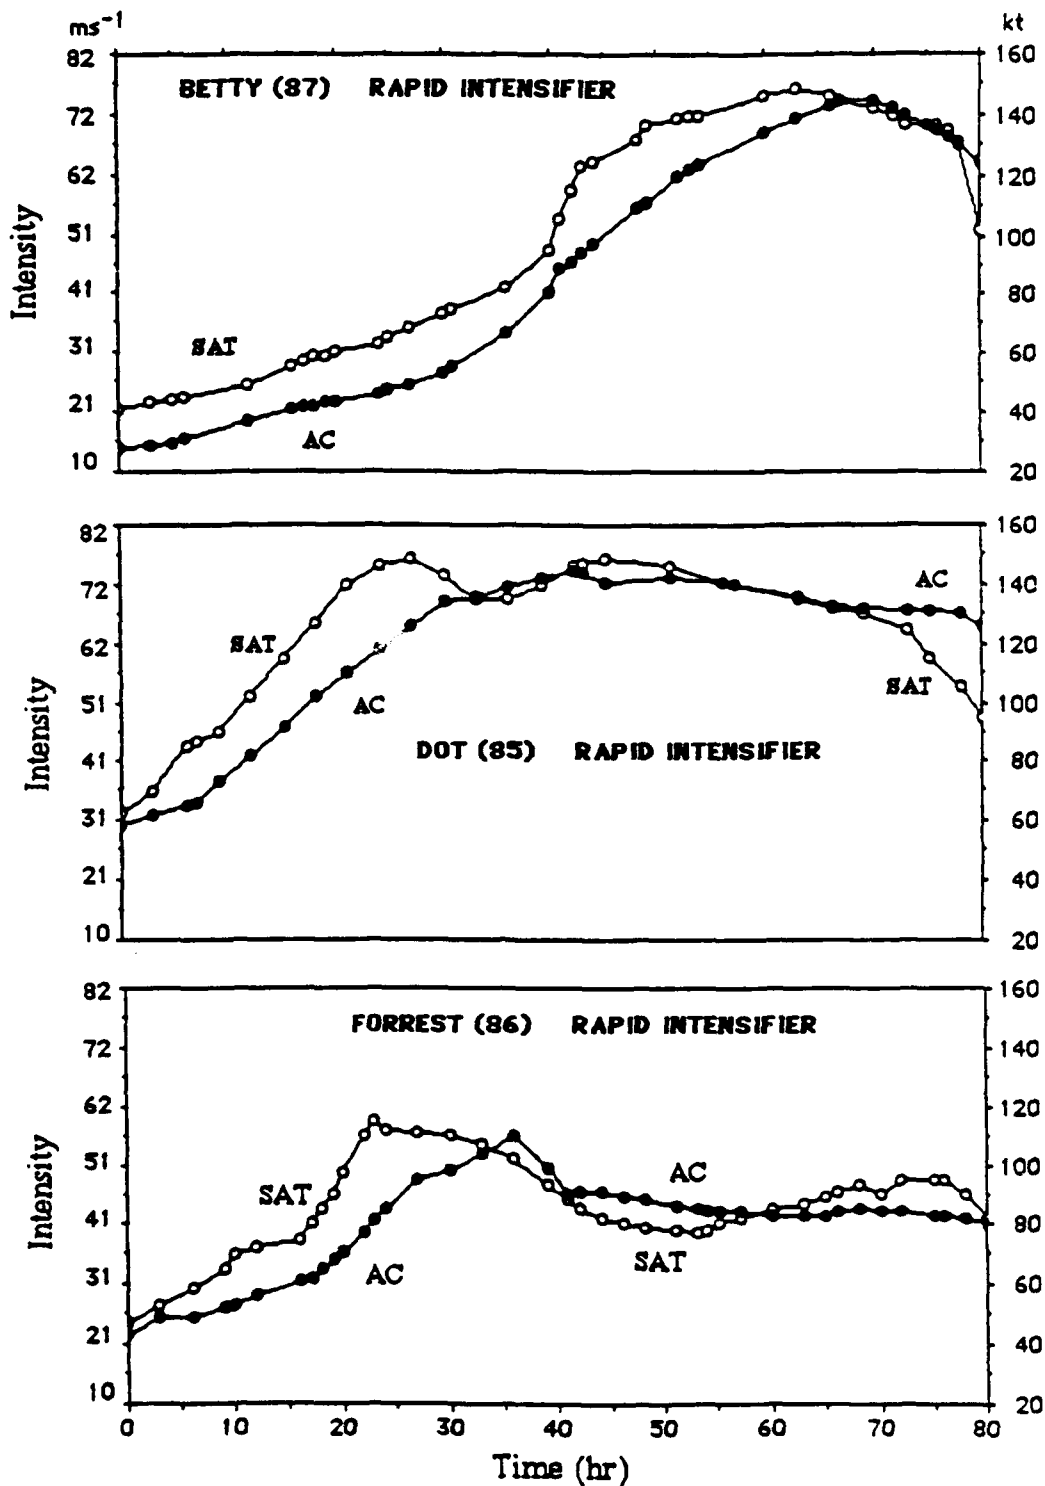 ms⁻¹ kt
82 160
BETTY (87) RAPID INTENSIFIER
72 140
62 120
51 100
Intensity
41 80
SAT
31 60
21 40
AC
10 20
82 160
72 140
AC
SAT
62 120
SAT
51 100
AC
Intensity
DOT (85) RAPID INTENSIFIER
41 80
31 60
21 40
10 20
82 160
FORREST (86) RAPID INTENSIFIER
72 140
62 120
51 100
AC
SAT
Intensity
41 80
SAT
AC
31 60
21 40
10 20
0 10 20 30 40 50 60 70 80
Time (hr)